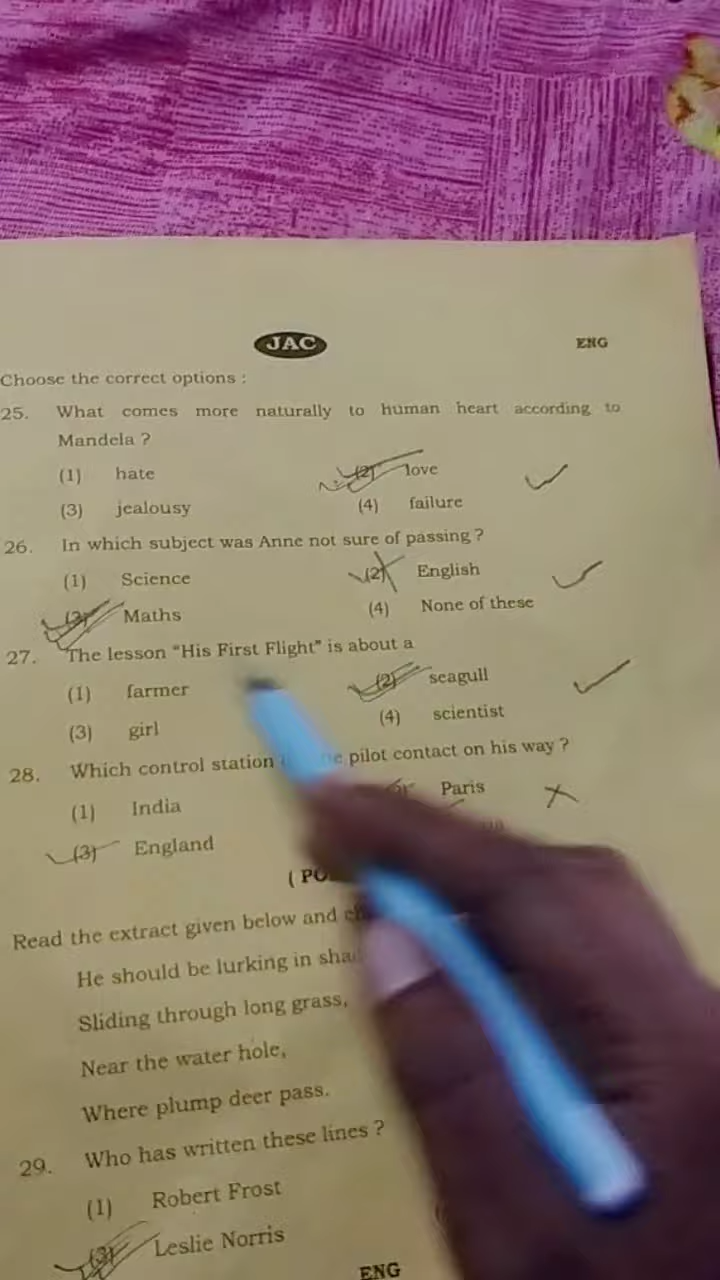 JAC
ENG
Choose the correct options :
25. What comes more naturally to human heart according to
Mandela ?
(1) hate (2) love
(3) jealousy (4) failure
26. In which subject was Anne not sure of passing ?
(1) Science (2) English
(3) Maths (4) None of these
27. The lesson "His First Flight" is about a
(1) farmer (2) seagull
(3) girl (4) scientist
28. Which control station pilot contact on his way ?
(1) India Paris
(3) England
Read the extract given below and
He should be lurking in
Sliding through long grass,
Near the water hole,
Where plump deer pass.
29. Who has written these lines ?
(1) Robert Frost
(3) Leslie Norris
ENG